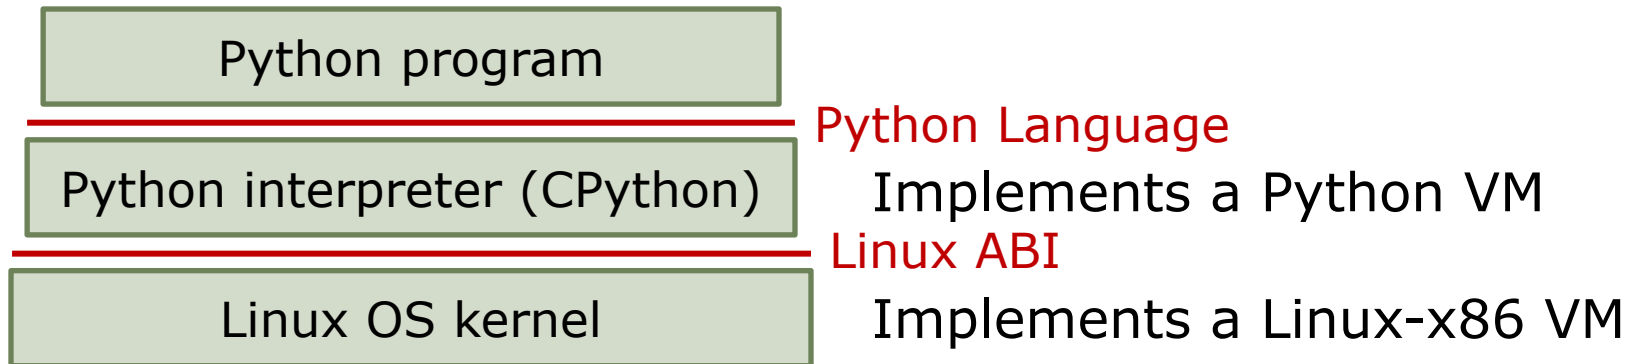 Python program
Python Language
Python interpreter (CPython)
Implements a Python VM
Linux ABI
Linux OS kernel
Implements a Linux-x86 VM